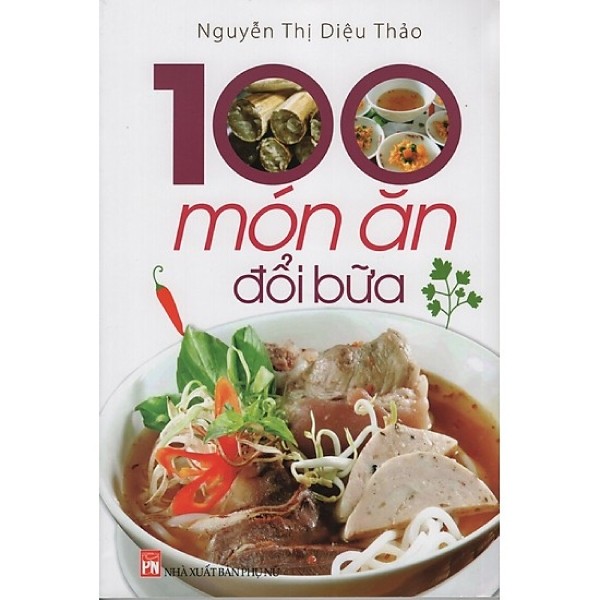 Nguyễn Thị Diệu Thảo
100
món ăn
đổi bữa
PN
NHÀ XUẤT BẢN PHỤ NỮ